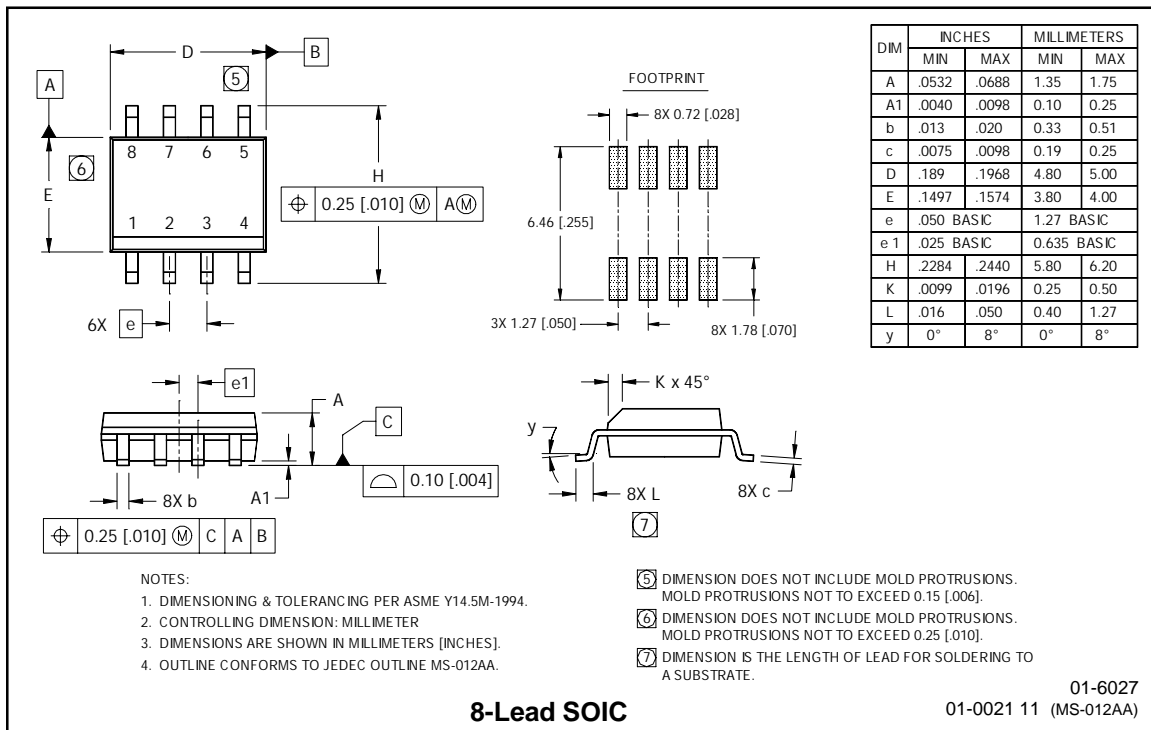 D
B
5
A
8 7 6 5
6
E
H
⌖ 0.25 [.010] Ⓜ A Ⓜ
1 2 3 4
6X e
FOOTPRINT
8X 0.72 [.028]
6.46 [.255]
3X 1.27 [.050]
8X 1.78 [.070]
DIM INCHES MILLIMETERS
MIN MAX MIN MAX
A .0532 .0688 1.35 1.75
A1 .0040 .0098 0.10 0.25
b .013 .020 0.33 0.51
c .0075 .0098 0.19 0.25
D .189 .1968 4.80 5.00
E .1497 .1574 3.80 4.00
e .050 BASIC 1.27 BASIC
e 1 .025 BASIC 0.635 BASIC
H .2284 .2440 5.80 6.20
K .0099 .0196 0.25 0.50
L .016 .050 0.40 1.27
y 0° 8° 0° 8°
e1
A
C
0.10 [.004]
A1
8X b
⌖ 0.25 [.010] Ⓜ C A B
K x 45°
y
8X L
8X c
7
NOTES:
1. DIMENSIONING & TOLERANCING PER ASME Y14.5M-1994.
2. CONTROLLING DIMENSION: MILLIMETER
3. DIMENSIONS ARE SHOWN IN MILLIMETERS [INCHES].
4. OUTLINE CONFORMS TO JEDEC OUTLINE MS-012AA.
5 DIMENSION DOES NOT INCLUDE MOLD PROTRUSIONS.
MOLD PROTRUSIONS NOT TO EXCEED 0.15 [.006].
6 DIMENSION DOES NOT INCLUDE MOLD PROTRUSIONS.
MOLD PROTRUSIONS NOT TO EXCEED 0.25 [.010].
7 DIMENSION IS THE LENGTH OF LEAD FOR SOLDERING TO
A SUBSTRATE.
8-Lead SOIC
01-6027
01-0021 11 (MS-012AA)